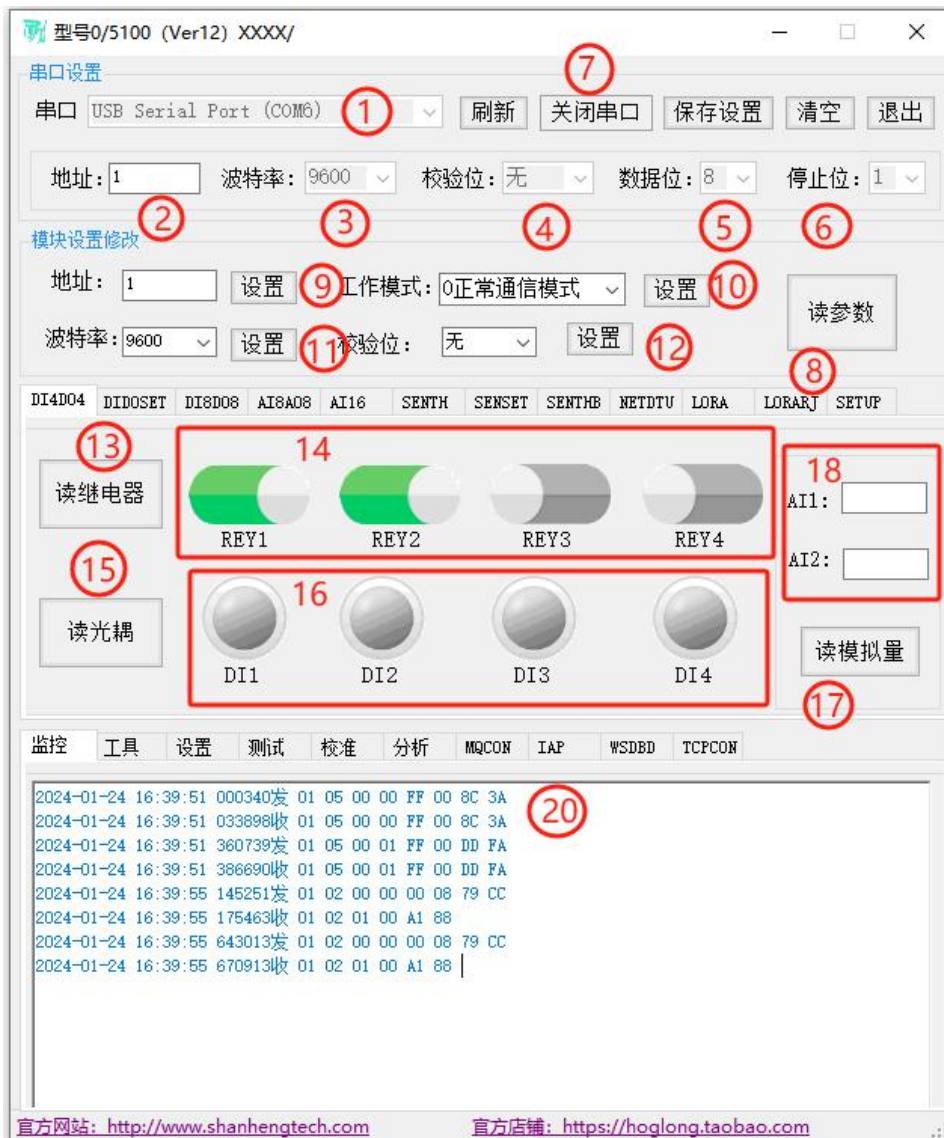 型号0/5100（Ver12）XXXX/
串口设置
⑦
串口 USB Serial Port (COM6) ① 刷新 关闭串口 保存设置 清空 退出
地址：1 波特率：9600 校验位：无 数据位：8 停止位：1
② ③ ④ ⑤ ⑥
模块设置修改
地址：1 设置 ⑨ 工作模式：0正常通信模式 设置 ⑩
读参数
波特率：9600 设置 ⑪ 校验位：无 设置 ⑫
⑧
DI4DO4 DIDOSET DI8DO8 AI8AO8 AI16 SENTH SENSET SENTHB NETDTU LORA LORARJ SETUP
⑬ 14 18
读继电器
AI1:
REY1 REY2 REY3 REY4
AI2:
⑮ 16
读光耦
读模拟量
DI1 DI2 DI3 DI4
⑰
监控 工具 设置 测试 校准 分析 MQCON IAP WSDBD TCPCON
⑳
2024-01-24 16:39:51 000340发 01 05 00 00 FF 00 8C 3A
2024-01-24 16:39:51 033898收 01 05 00 00 FF 00 8C 3A
2024-01-24 16:39:51 360739发 01 05 00 01 FF 00 DD FA
2024-01-24 16:39:51 386690收 01 05 00 01 FF 00 DD FA
2024-01-24 16:39:55 145251发 01 02 00 00 00 08 79 CC
2024-01-24 16:39:55 175463收 01 02 01 00 A1 88
2024-01-24 16:39:55 643013发 01 02 00 00 00 08 79 CC
2024-01-24 16:39:55 670913收 01 02 01 00 A1 88
官方网站：http://www.shanhengtech.com 官方店铺：https://hoglong.taobao.com